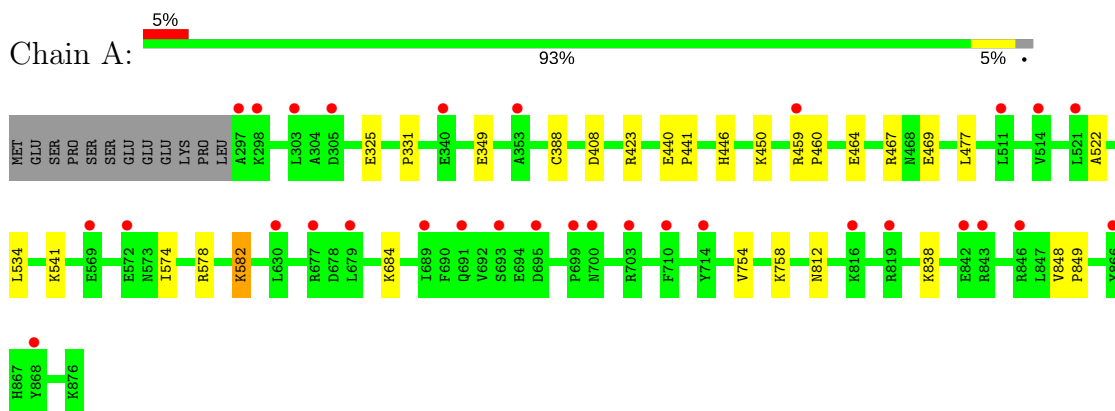 5%
Chain A:
93% 5% •
MET GLU SER PRO SER SER GLU GLU LYS PRO LEU A297 K298 L303 A304 D305 E325 P331 E340 E349 A353 C388 D408 R423 E440 P441 H446 K450 R459 P460 E464 R467 N468 E469 L477 L511 V514 L521 A522
L534 K541 E569 E572 N573 I574 R578 K582 L630 R677 D678 L679 K684 I689 F690 Q691 V692 S693 E694 D695 P699 N700 R703 F710 Y714 V754 K758 N812 K816 R819 K838 E842 R843 R846 L847 V848 P849 Y866
H867 Y868 K876